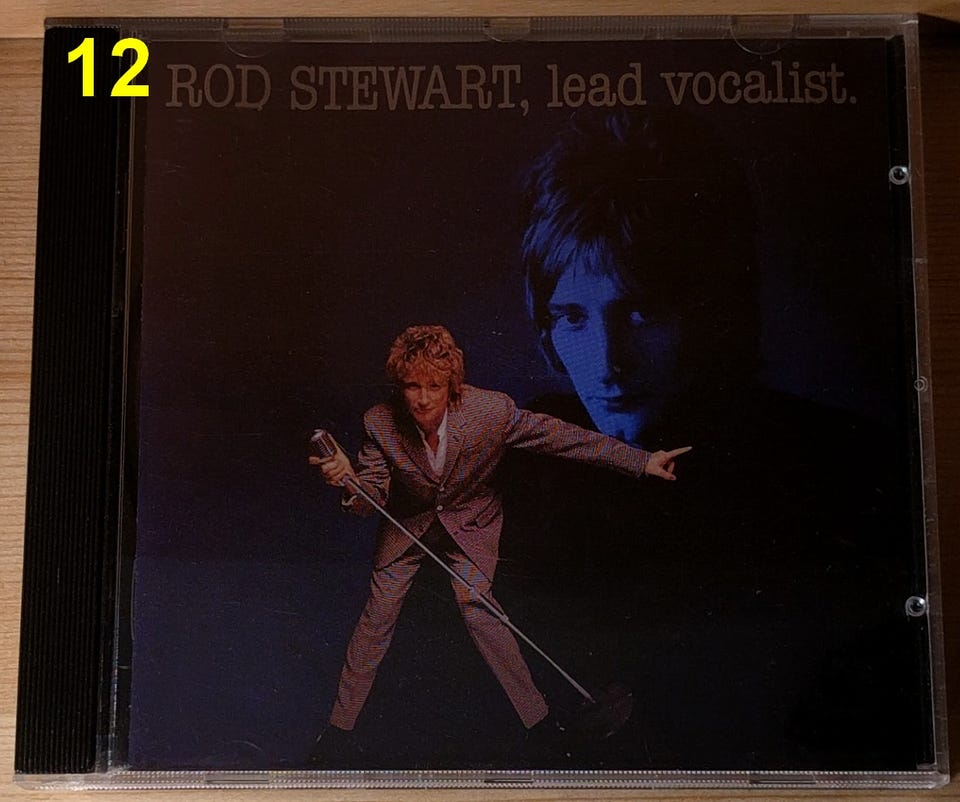 12
ROD STEWART, lead vocalist.